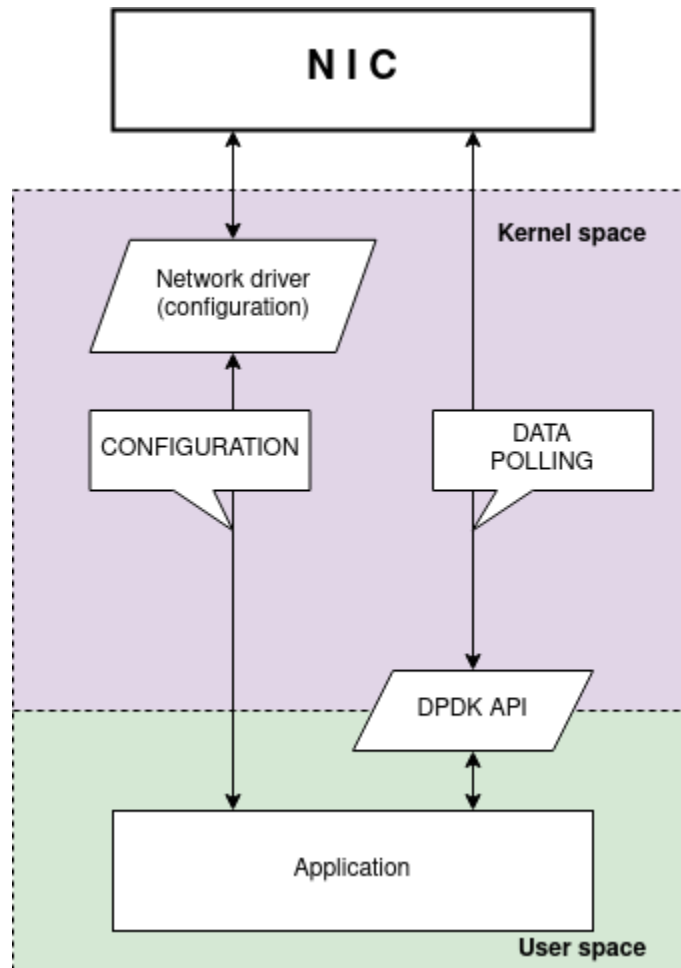 N I C
Kernel space
Network driver
(configuration)
CONFIGURATION
DATA
POLLING
DPDK API
Application
User space